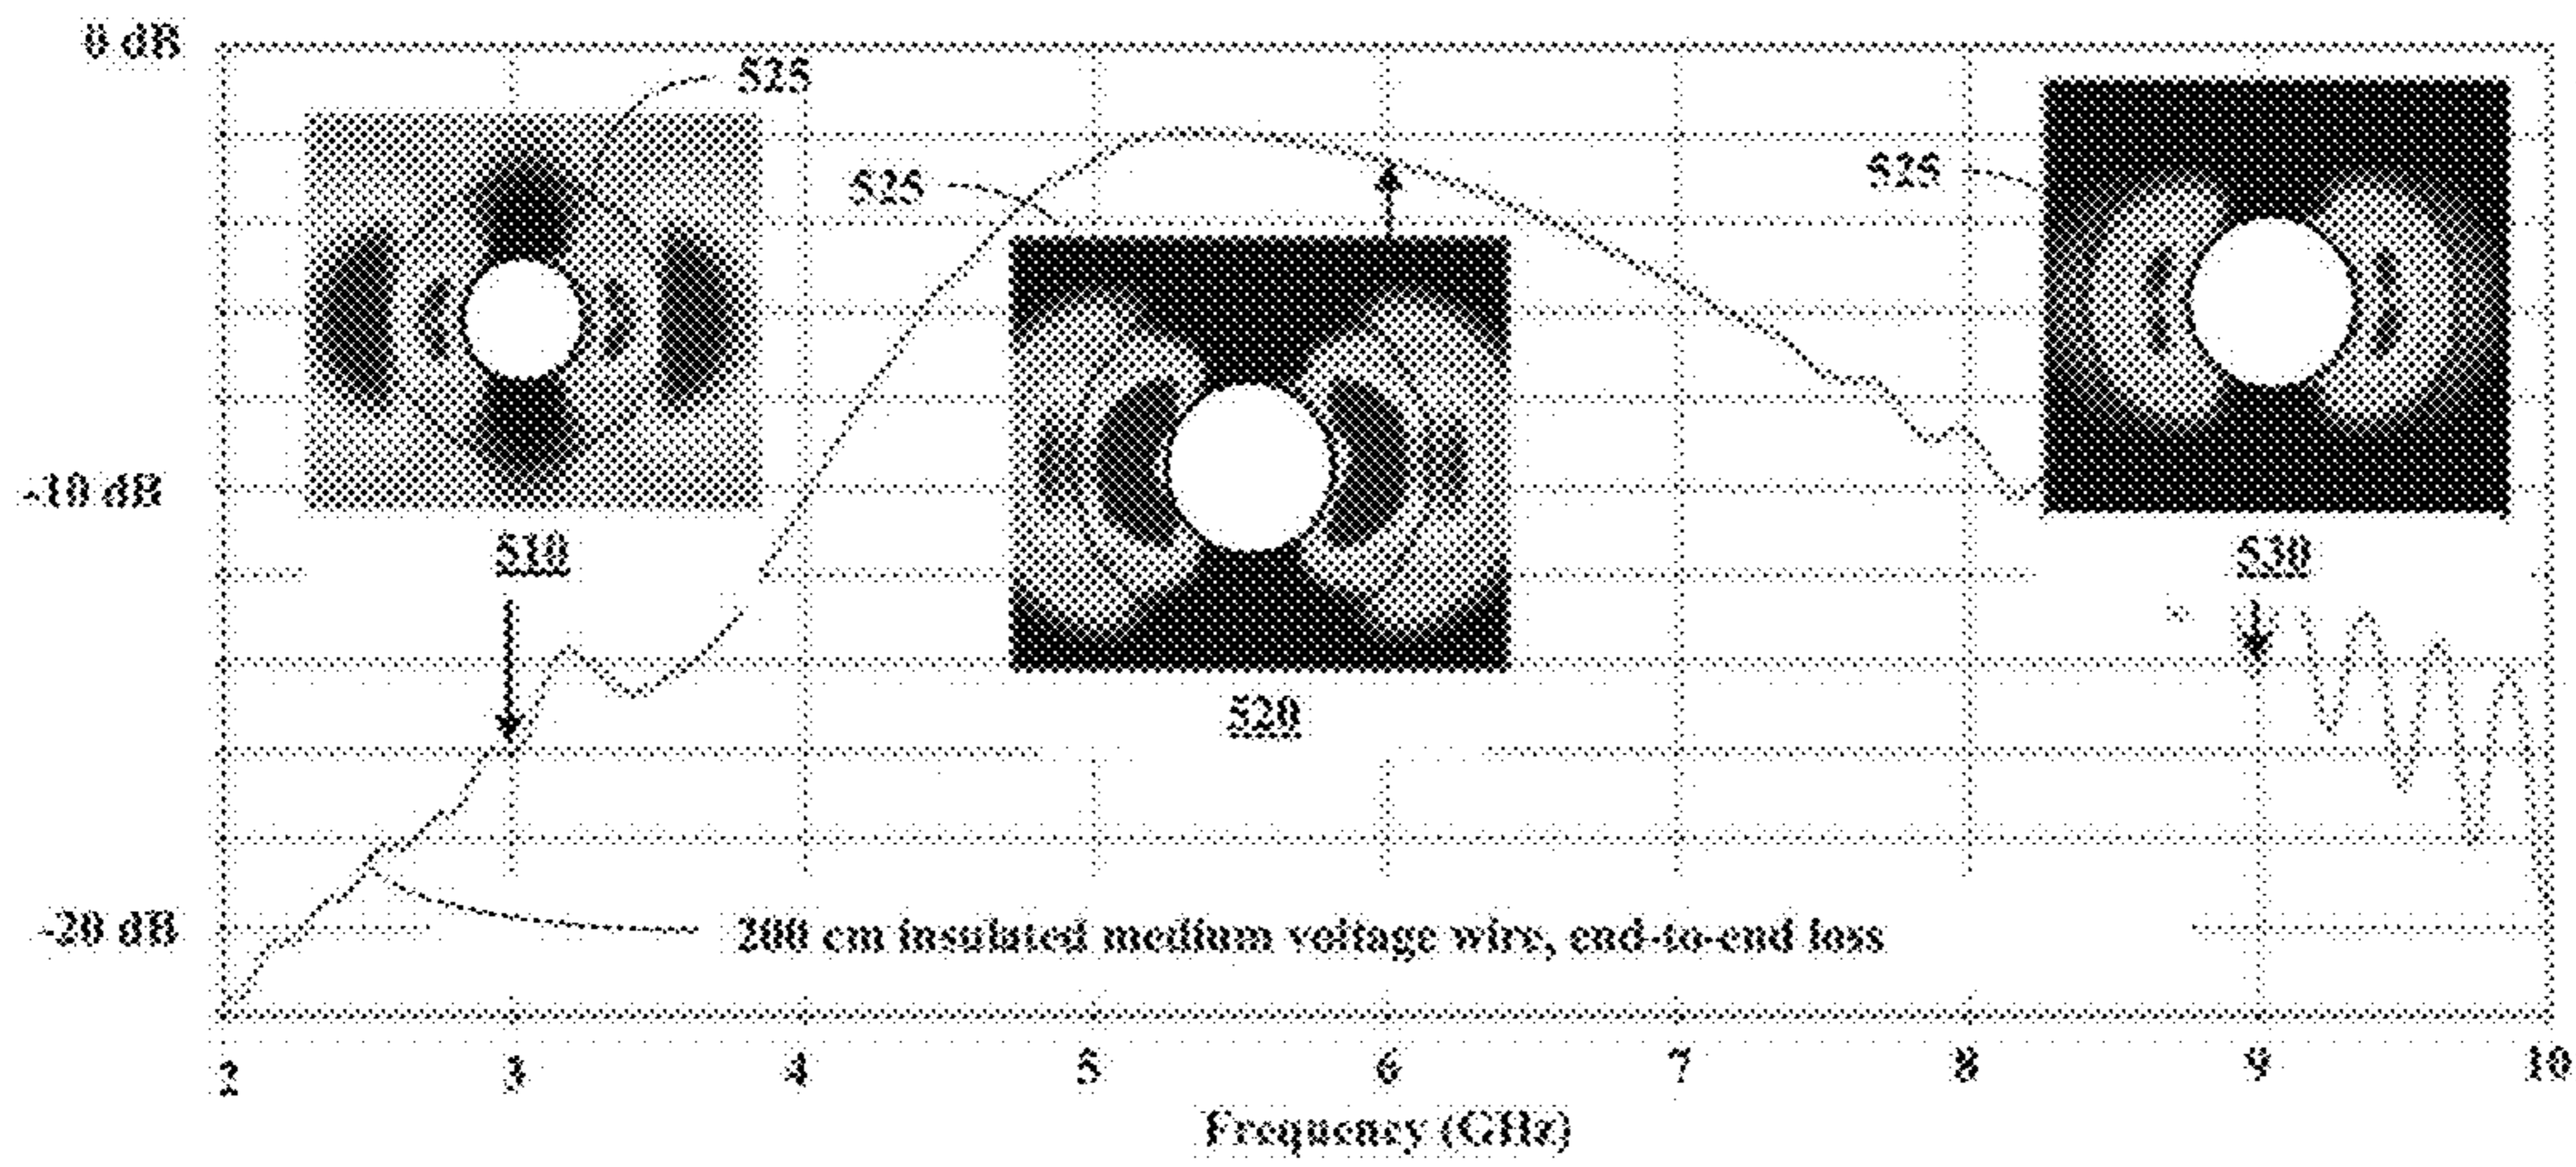 0 dB
525
525
525
-10 dB
510
530
520
-20 dB
200 cm insulated medium voltage wire, end-to-end loss
2 3 4 5 6 7 8 9 10
Frequency (GHz)